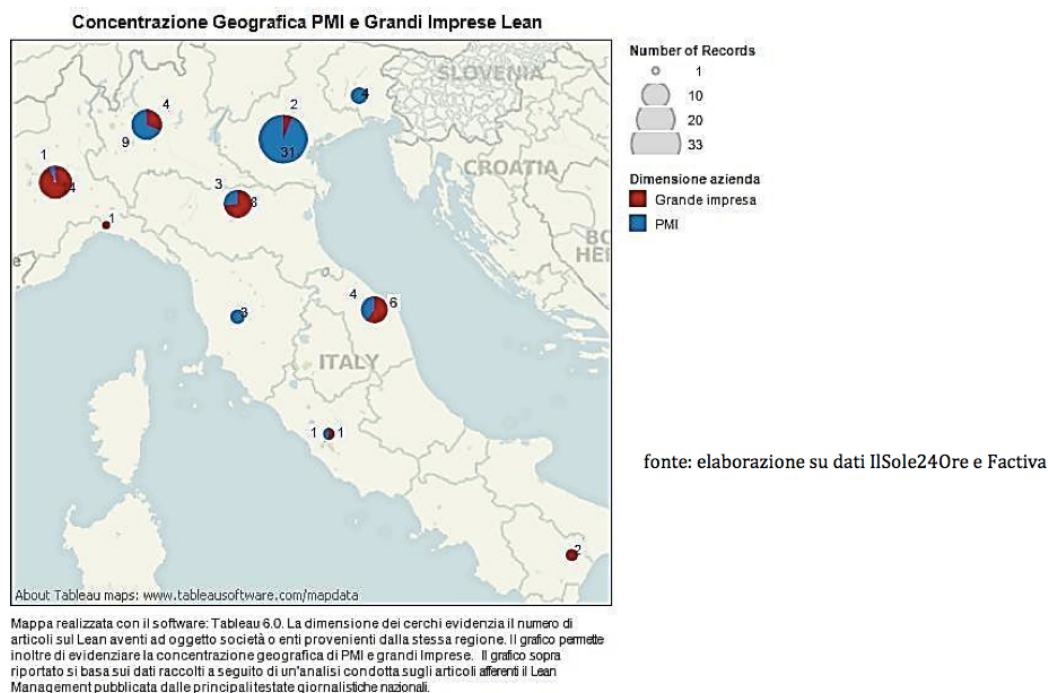 Concentrazione Geografica PMI e Grandi Imprese Lean
SLOVENIA
CROATIA
ITALY
4
9
2
31
4
1
3
8
1
3
4
6
1 1
2
About Tableau maps: www.tableausoftware.com/mapdata
Number of Records
1
10
20
33
Dimensione azienda
Grande impresa
PMI
fonte: elaborazione su dati IlSole24Ore e Factiva
Mappa realizzata con il software: Tableau 6.0. La dimensione dei cerchi evidenzia il numero di
articoli sul Lean aventi ad oggetto società o enti provenienti dalla stessa regione. Il grafico permette
inoltre di evidenziare la concentrazione geografica di PMI e grandi Imprese. Il grafico sopra
riportato si basa sui dati raccolti a seguito di un'analisi condotta sugli articoli afferenti il Lean
Management pubblicata dalle principali testate giornalistiche nazionali.